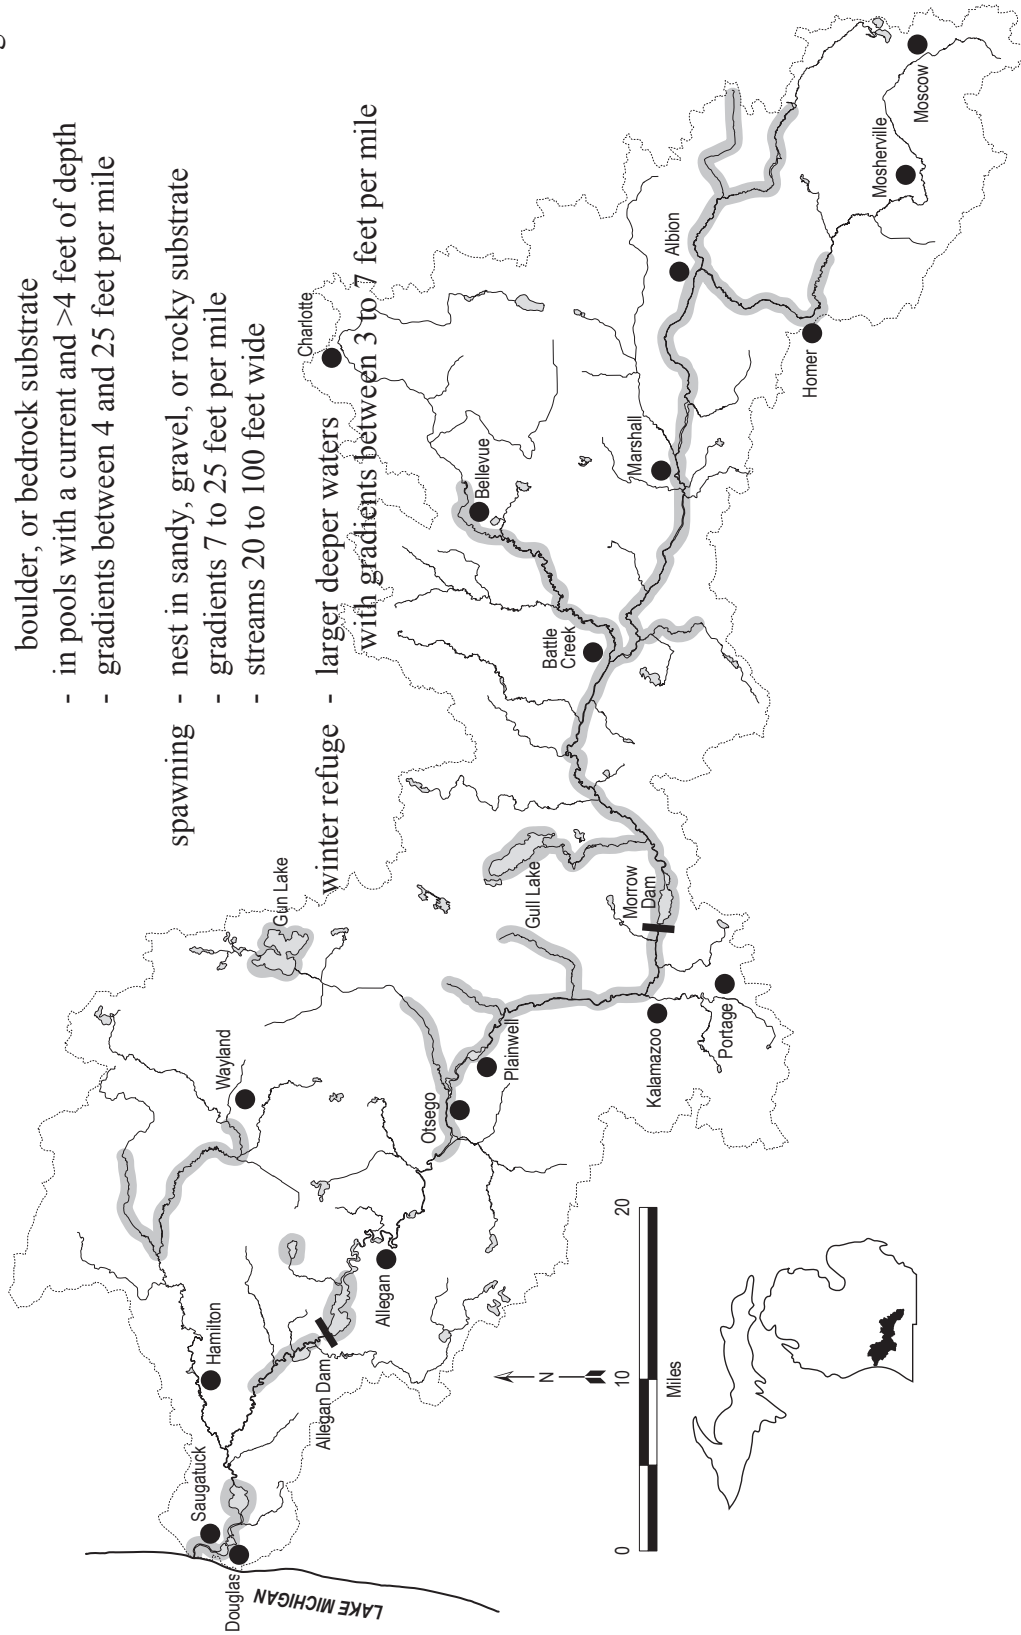 boulder, or bedrock substrate
- in pools with a current and >4 feet of depth
- gradients between 4 and 25 feet per mile
spawning - nest in sandy, gravel, or rocky substrate
- gradients 7 to 25 feet per mile
- streams 20 to 100 feet wide
winter refuge - larger deeper waters
with gradients between 3 to 7 feet per mile
LAKE MICHIGAN
Douglas
Saugatuck
Hamilton
Allegan Dam
Allegan
Wayland
Gun Lake
Otsego
Plainwell
Kalamazoo
Portage
Morrow
Dam
Gull Lake
Battle
Creek
Bellevue
Charlotte
Marshall
Albion
Homer
Mosherville
Moscow
N
0 10 20
Miles